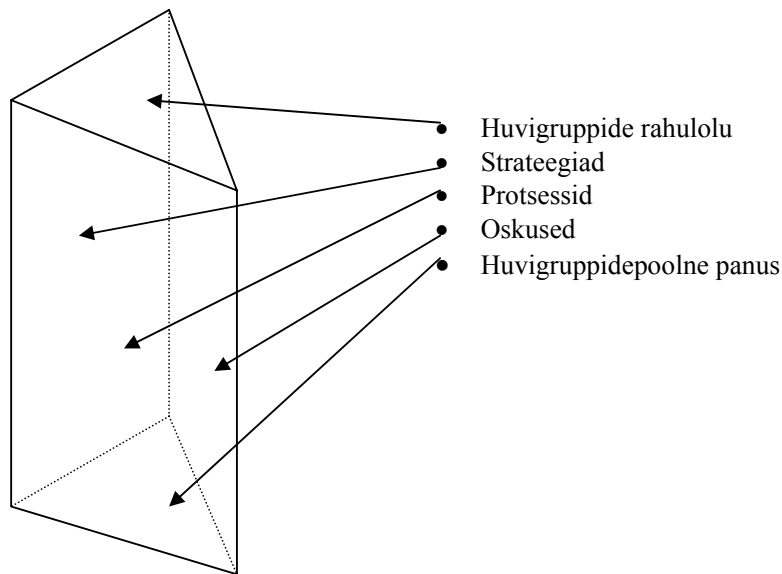 • Huvigruppide rahulolu
• Strateegiad
• Protsessid
• Oskused
• Huvigruppidepoolne panus